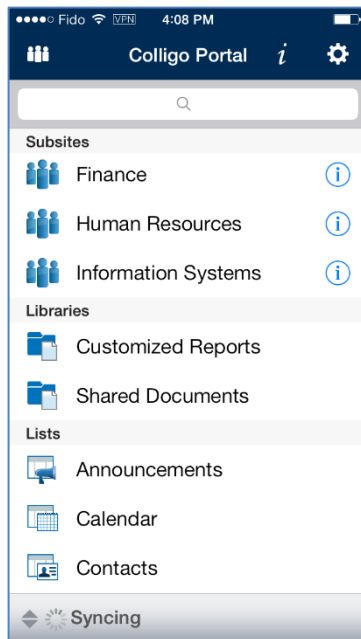 Fido VPN 4:08 PM
Colligo Portal i
Subsites
Finance i
Human Resources i
Information Systems i
Libraries
Customized Reports
Shared Documents
Lists
Announcements
Calendar
Contacts
Syncing